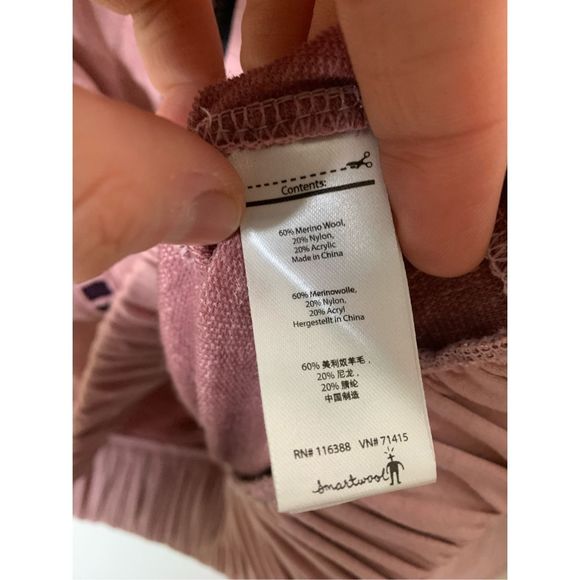 Contents:
60% Merino Wool,
20% Nylon,
20% Acrylic
Made in China
60% Merinowolle,
20% Nylon,
20% Acryl
Hergestellt in China
60% 美利奴羊毛,
20% 尼龙,
20% 腈纶
中国制造
RN# 116388 VN# 71415
Smartwool